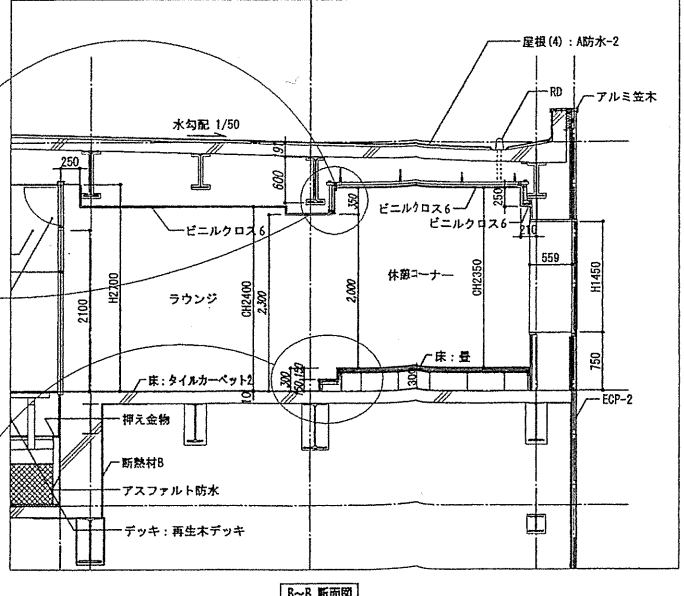 屋根(4)：A防水-2
RD
アルミ笠木
水勾配 1/50
250
600
350
250
ビニルクロス6
ビニルクロス6
ビニルクロス6
210
559
H2700
2100
ラウンジ
CH2400
2,300
2,000
休憩コーナー
CH2350
H1450
750
床：タイルカーペット2
300
150
150
床：畳
300
10
ECP-2
押え金物
断熱材B
アスファルト防水
デッキ：再生木デッキ
B～B 断面図